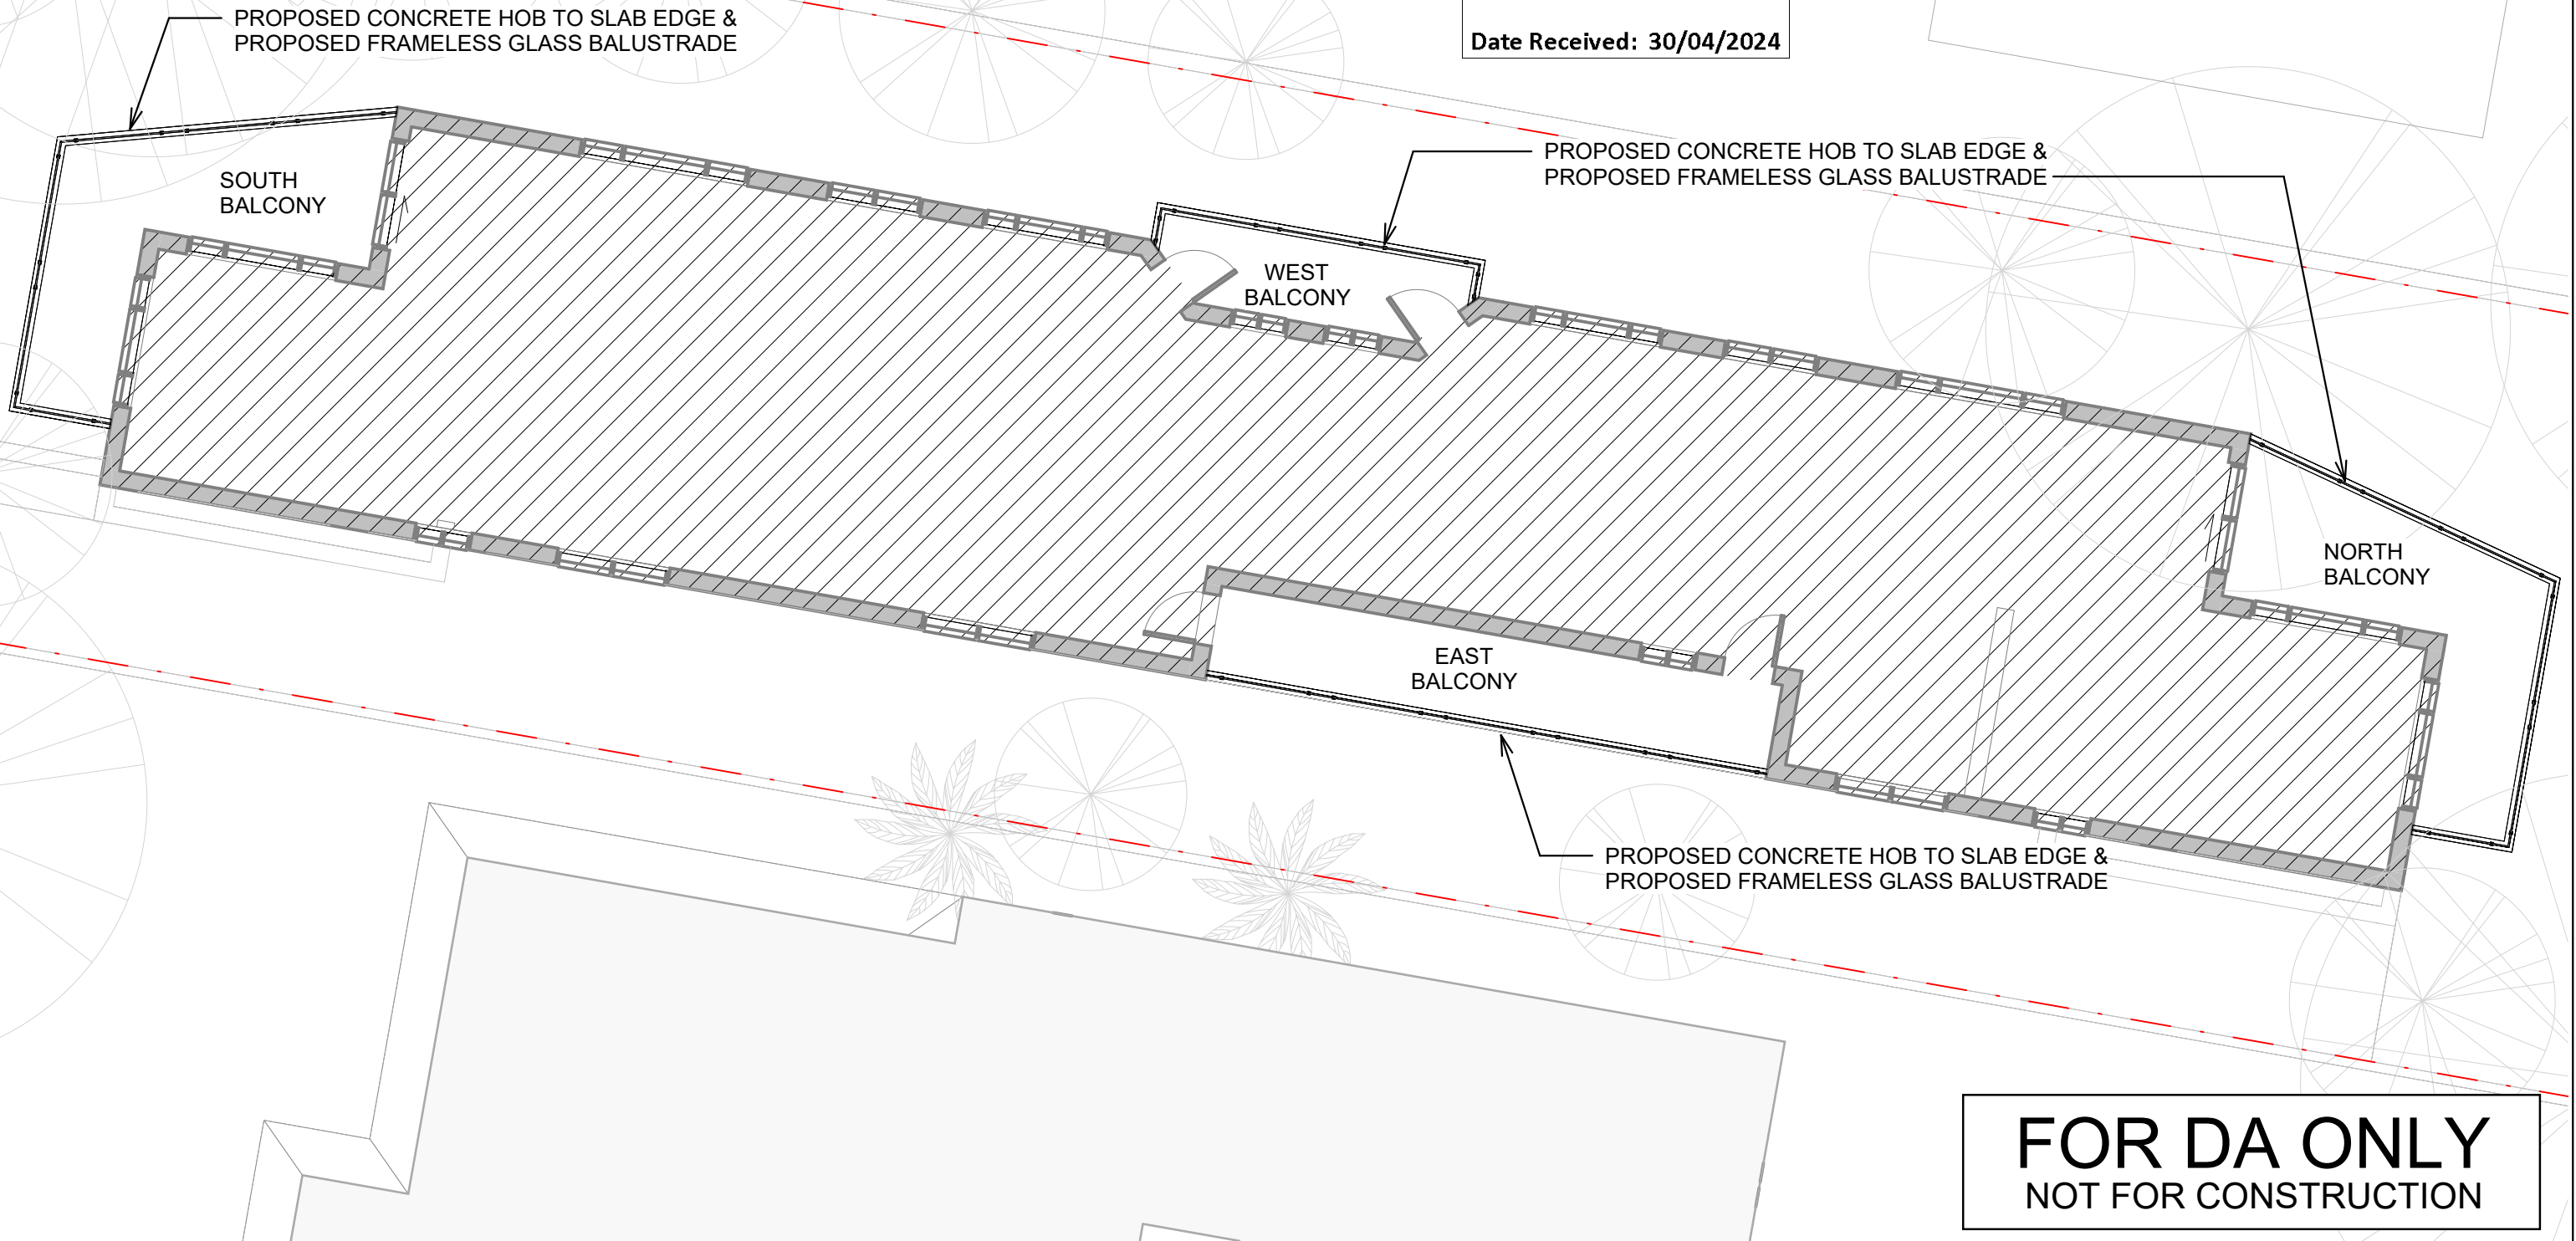 PROPOSED CONCRETE HOB TO SLAB EDGE &
PROPOSED FRAMELESS GLASS BALUSTRADE
Date Received: 30/04/2024
PROPOSED CONCRETE HOB TO SLAB EDGE &
PROPOSED FRAMELESS GLASS BALUSTRADE
SOUTH
BALCONY
WEST
BALCONY
NORTH
BALCONY
EAST
BALCONY
PROPOSED CONCRETE HOB TO SLAB EDGE &
PROPOSED FRAMELESS GLASS BALUSTRADE
FOR DA ONLY
NOT FOR CONSTRUCTION